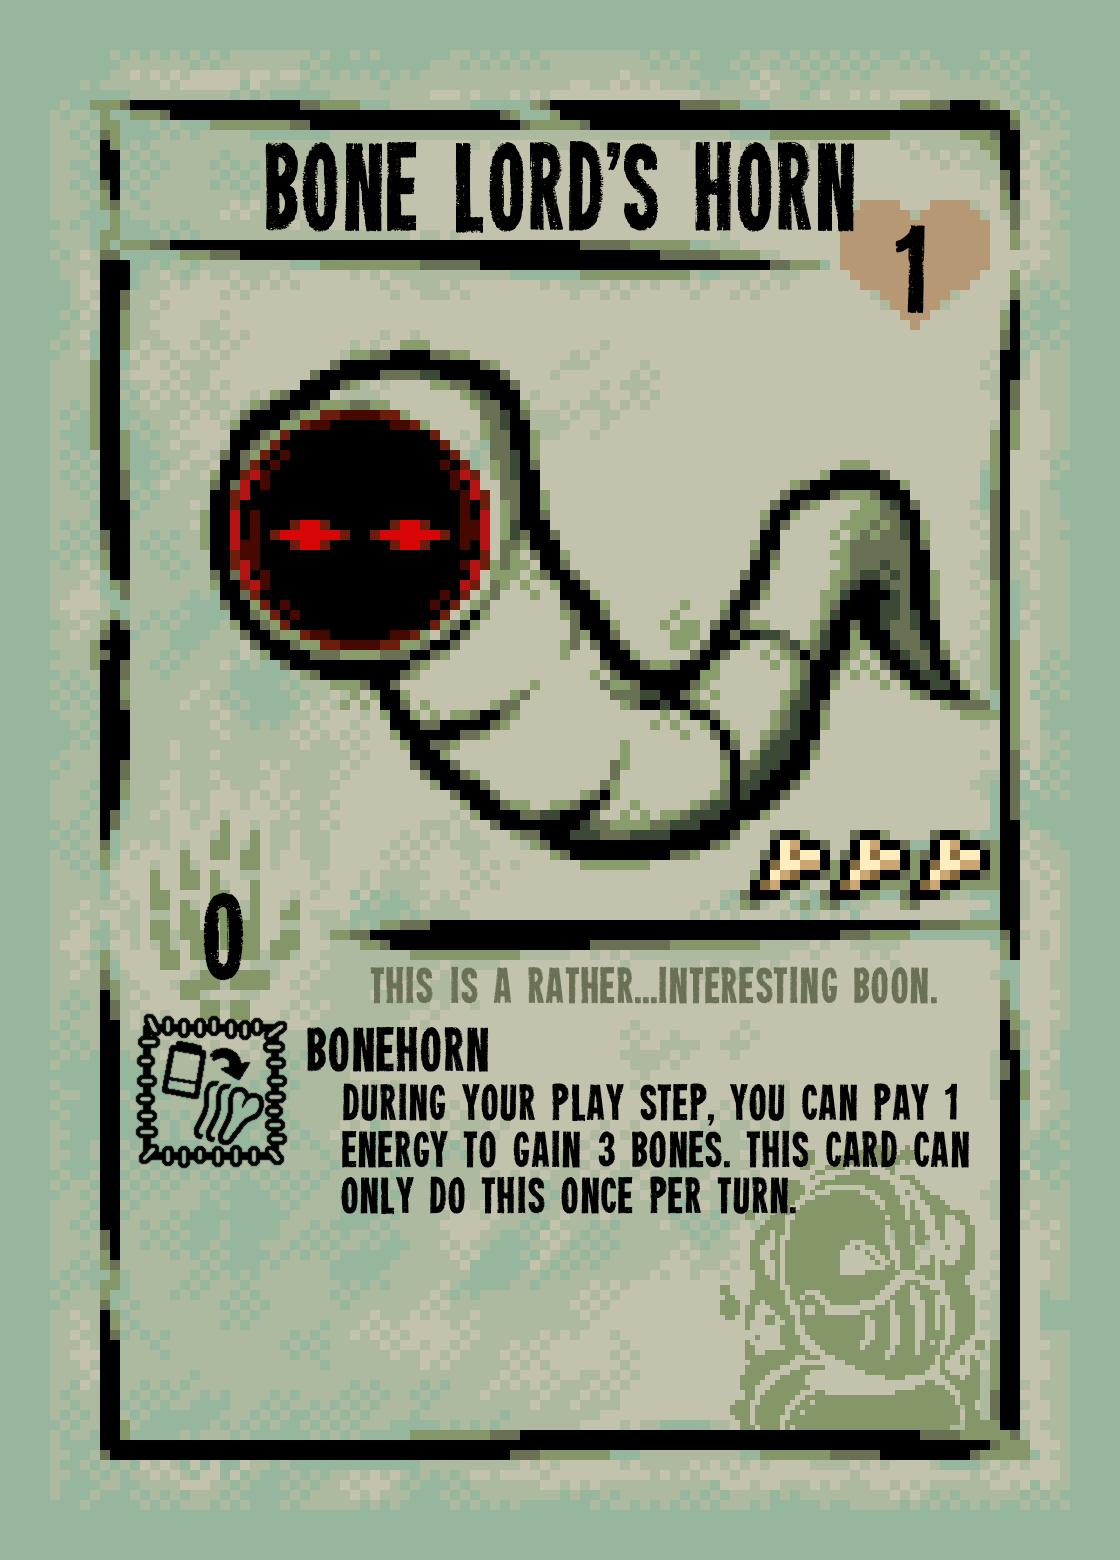 BONE LORD'S HORN
1
0
THIS IS A RATHER...INTERESTING BOON.
BONEHORN
DURING YOUR PLAY STEP, YOU CAN PAY 1
ENERGY TO GAIN 3 BONES. THIS CARD CAN
ONLY DO THIS ONCE PER TURN.